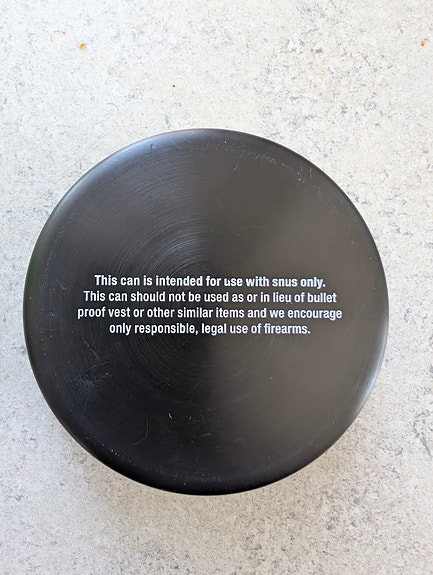 This can is intended for use with snus only.
This can should not be used as or in lieu of bullet
proof vest or other similar items and we encourage
only responsible, legal use of firearms.